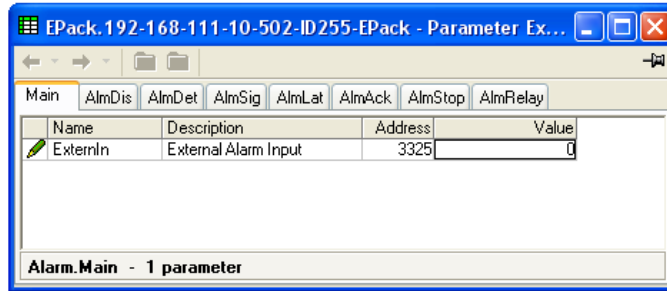 EPack.192-168-111-10-502-ID255-EPack - Parameter Ex...
Main AlmDis AlmDet AlmSig AlmLat AlmAck AlmStop AlmRelay
Name Description Address Value
ExternIn External Alarm Input 3325 0
Alarm.Main - 1 parameter